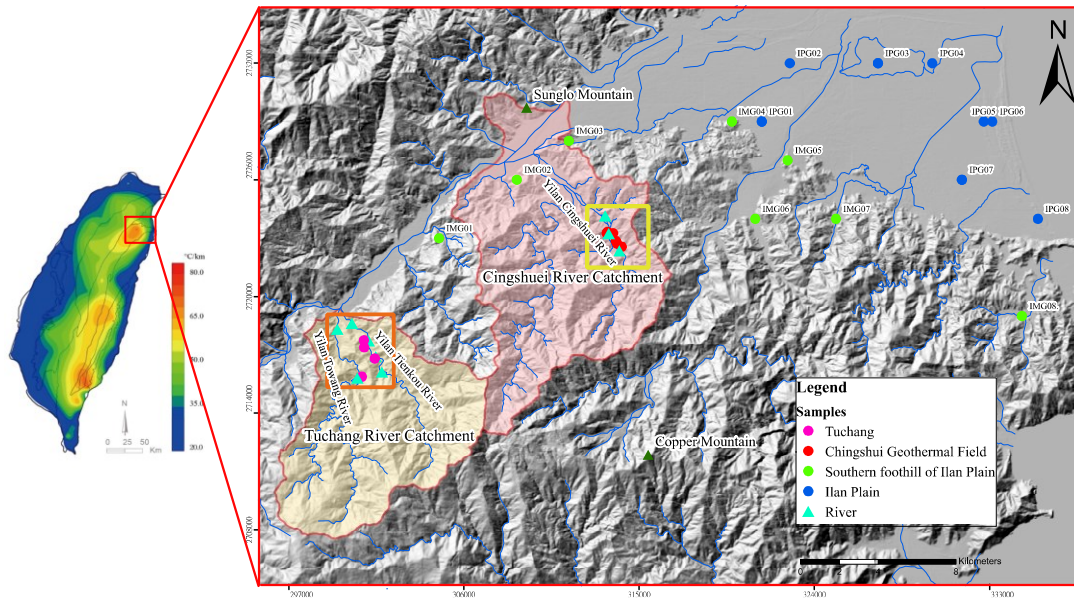 °C/km
80.0
65.0
50.0
35.0
20.0
N
0 25 50
Km
2732000
2726000
2720000
2714000
2708000
297000
306000
315000
324000
333000
N
IPG02
IPG03
IPG04
Sunglo Mountain
IMG04
IPG01
IPG05
IPG06
IMG03
IMG05
IMG02
IPG07
Yilan Cingshuei River
IMG06
IMG07
IPG08
IMG01
Cingshuei River Catchment
IMG08.
Yilan Towang River
Yilan Tienkou River
Tuchang River Catchment
Copper Mountain
Legend
Samples
Tuchang
Chingshui Geothermal Field
Southern foothill of Ilan Plain
Ilan Plain
River
Kilometers
0 2 4 8